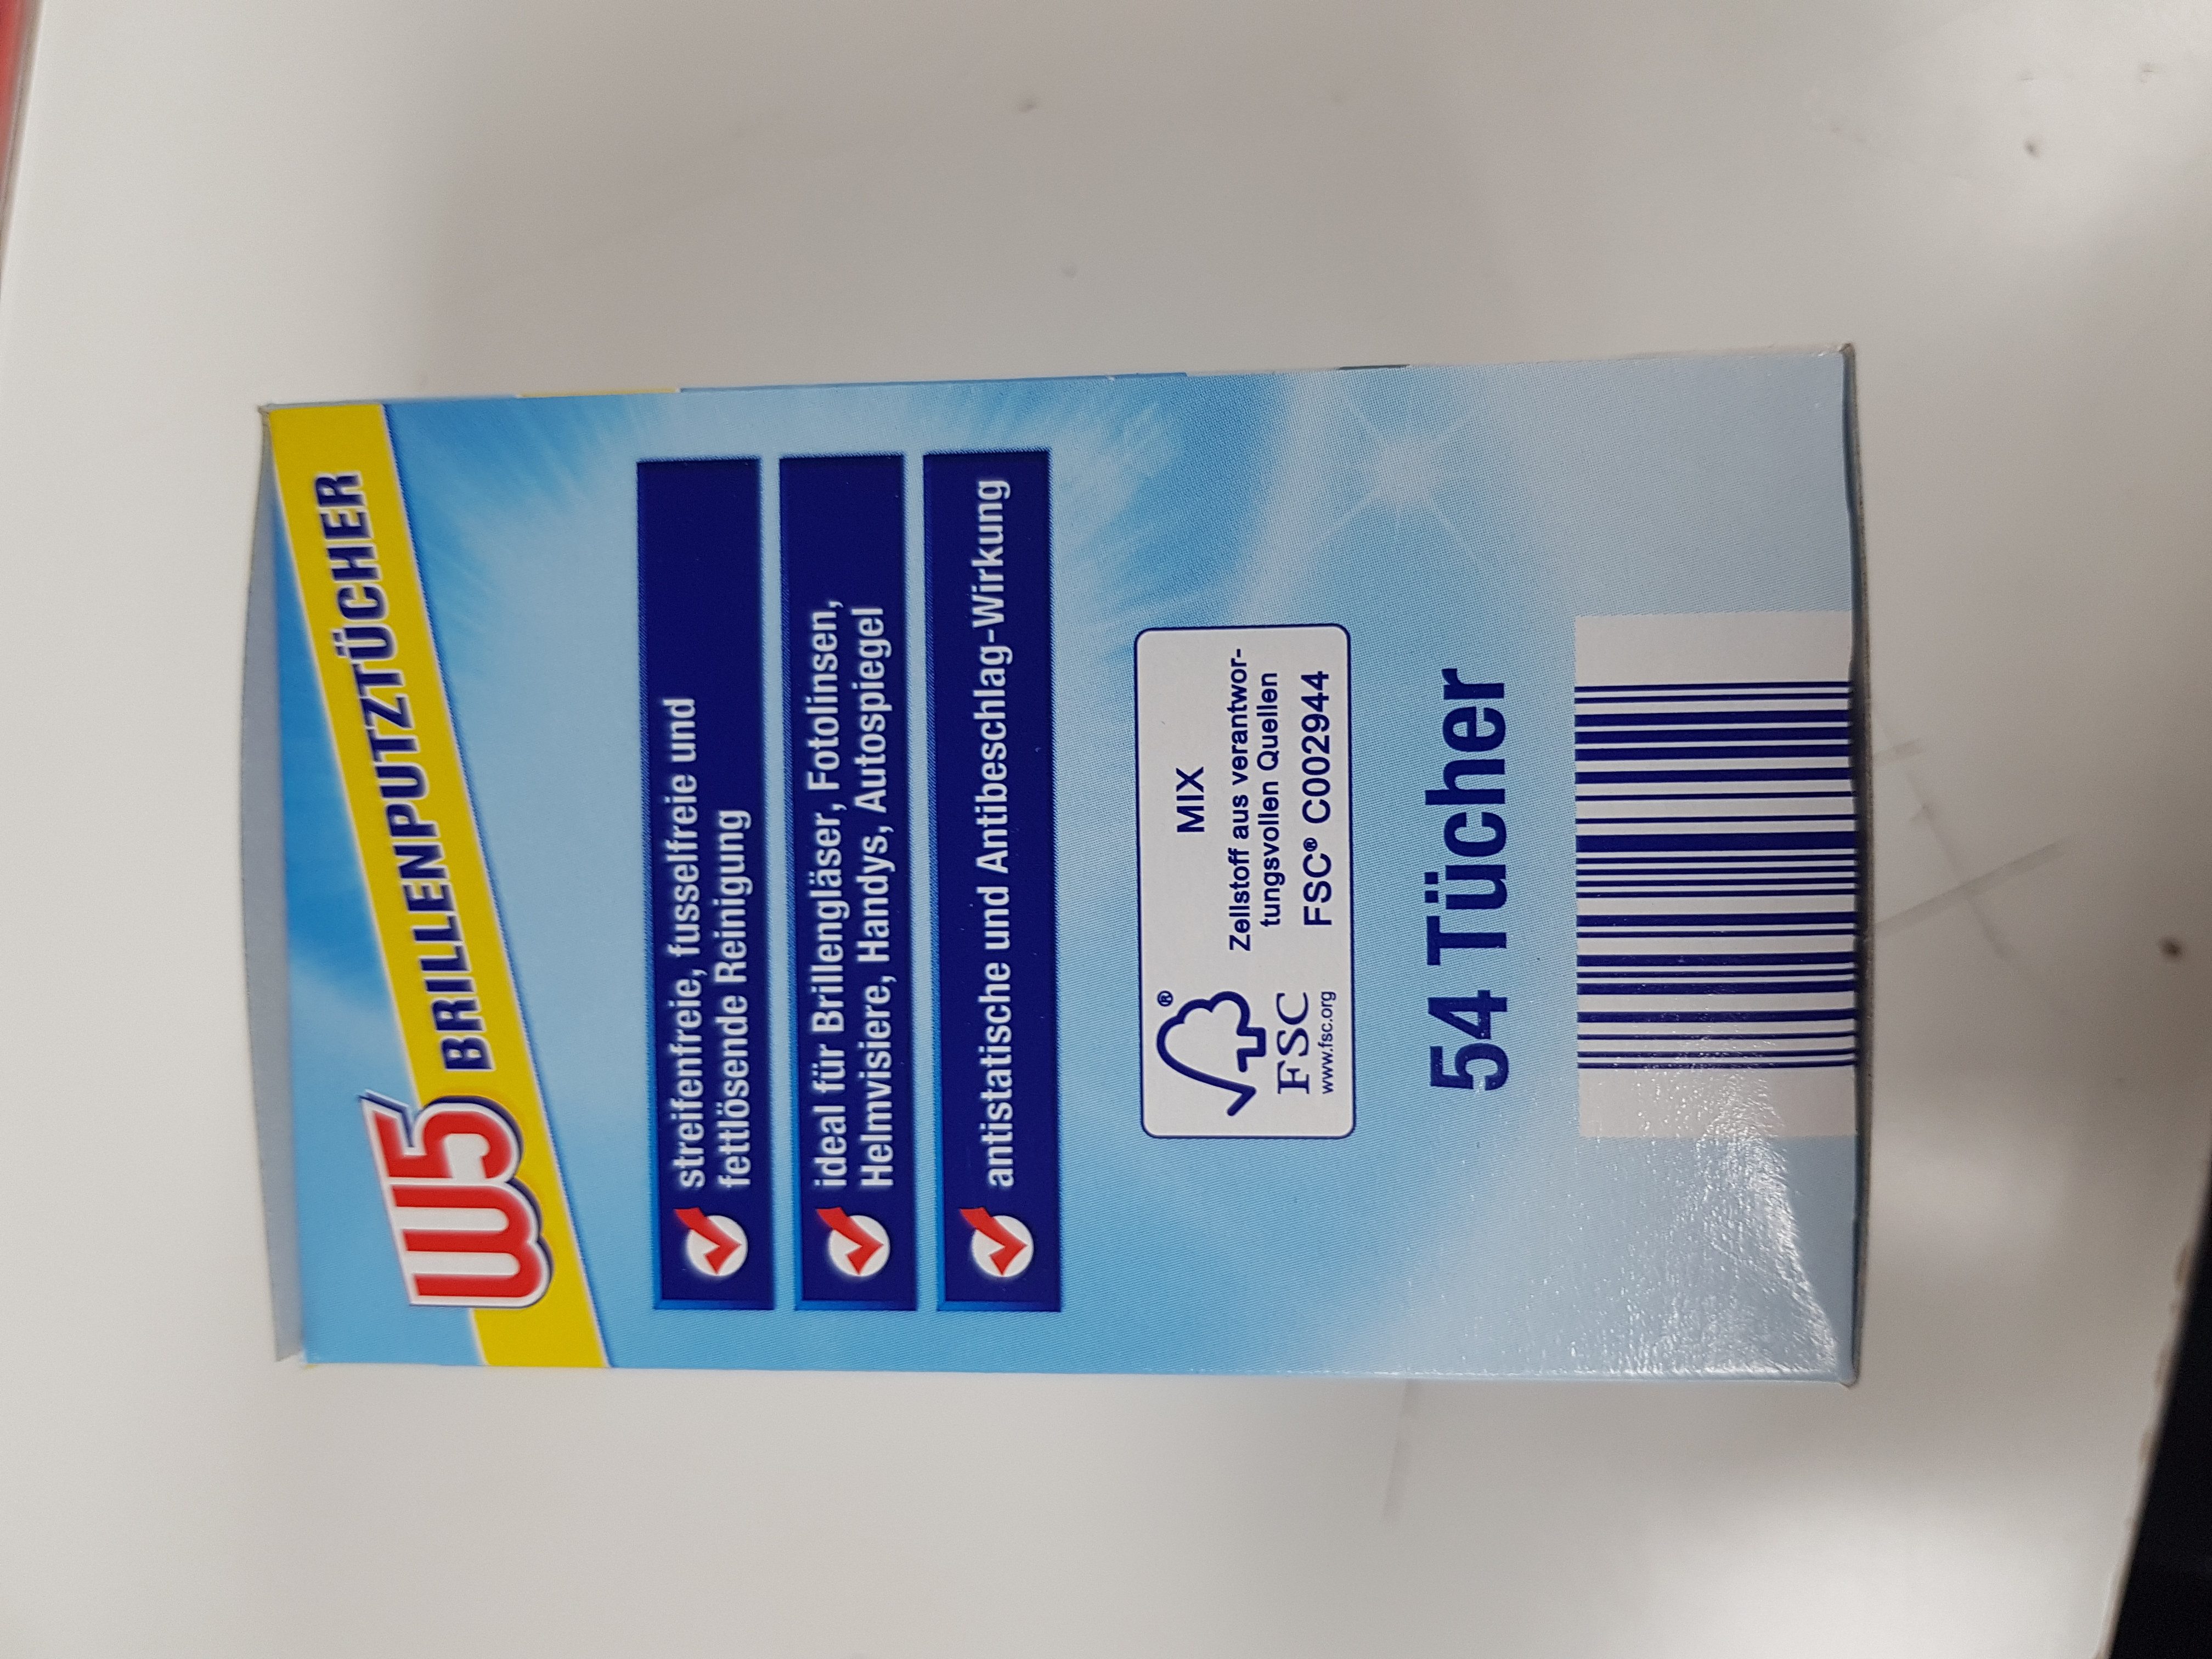 W5 BRILLENPUTZTÜCHER
streifenfreie, fusselfreie und
fettlösende Reinigung
ideal für Brillengläser, Fotolinsen,
Helmvisiere, Handys, Autospiegel
antistatische und Antibeschlag-Wirkung
®
FSC
www.fsc.org
MIX
Zellstoff aus verantwor-
tungsvollen Quellen
FSC® C002944
54 Tücher